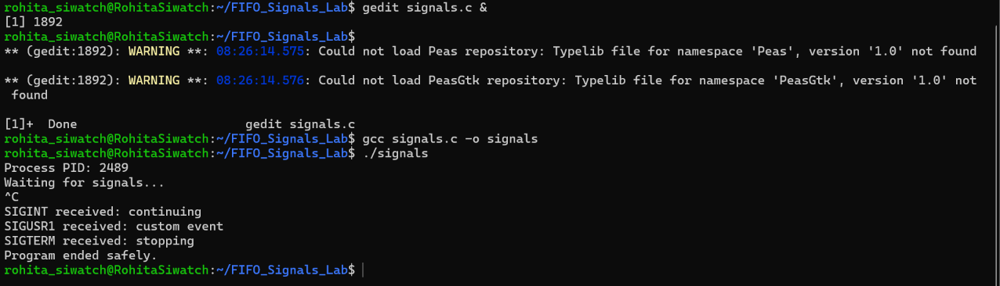 rohita_siwatch@RohitaSiwatch:~/FIFO_Signals_Lab$ gedit signals.c &
[1] 1892
rohita_siwatch@RohitaSiwatch:~/FIFO_Signals_Lab$
** (gedit:1892): WARNING **: 08:26:14.575: Could not load Peas repository: Typelib file for namespace 'Peas', version '1.0' not found
** (gedit:1892): WARNING **: 08:26:14.576: Could not load PeasGtk repository: Typelib file for namespace 'PeasGtk', version '1.0' not
 found
[1]+  Done                    gedit signals.c
rohita_siwatch@RohitaSiwatch:~/FIFO_Signals_Lab$ gcc signals.c -o signals
rohita_siwatch@RohitaSiwatch:~/FIFO_Signals_Lab$ ./signals
Process PID: 2489
Waiting for signals...
^C
SIGINT received: continuing
SIGUSR1 received: custom event
SIGTERM received: stopping
Program ended safely.
rohita_siwatch@RohitaSiwatch:~/FIFO_Signals_Lab$